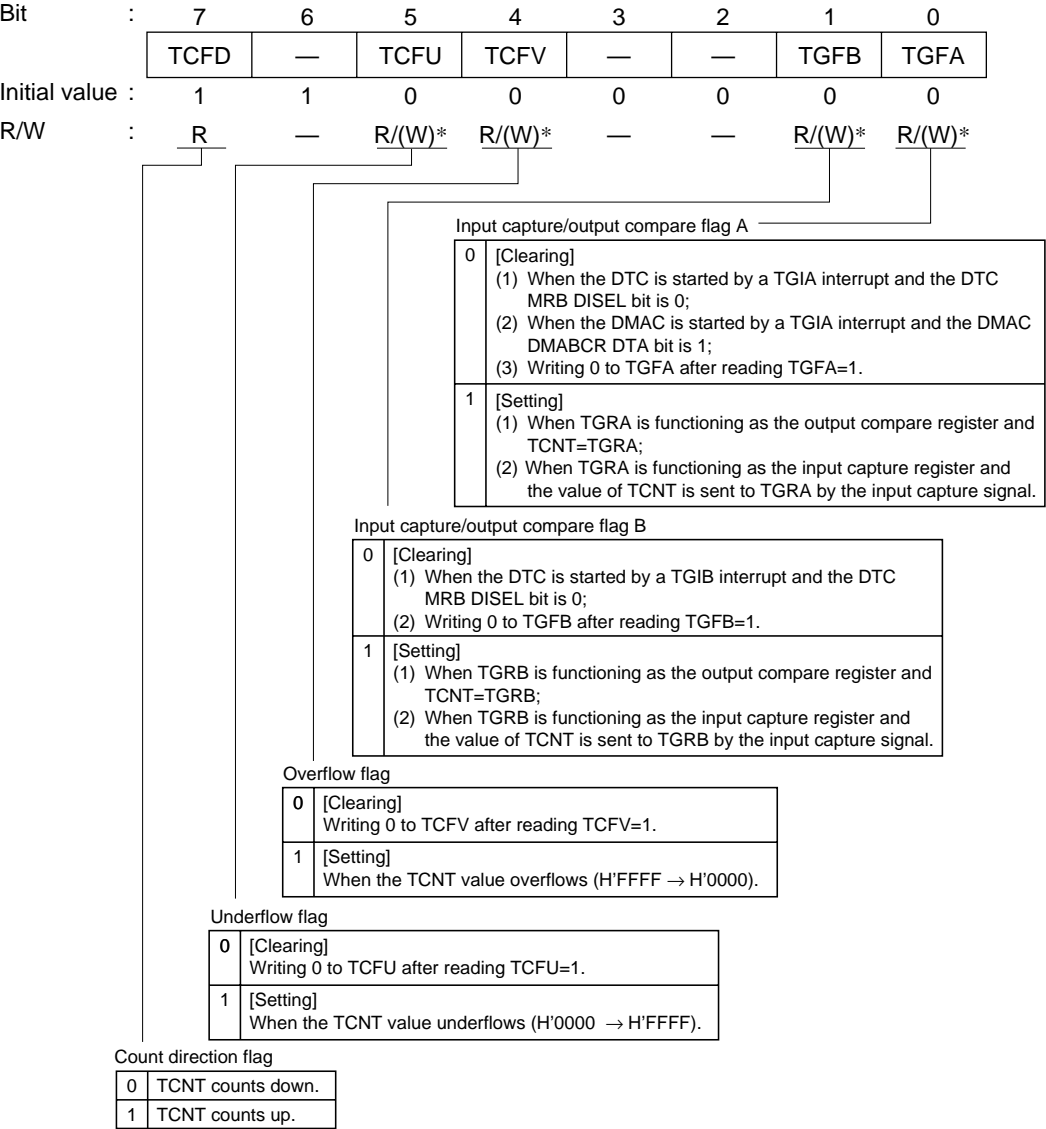 Bit : 7 6 5 4 3 2 1 0
TCFD — TCFU TCFV — — TGFB TGFA
Initial value : 1 1 0 0 0 0 0 0
R/W : R — R/(W)* R/(W)* — — R/(W)* R/(W)*
Input capture/output compare flag A
0 [Clearing]
(1) When the DTC is started by a TGIA interrupt and the DTC
MRB DISEL bit is 0;
(2) When the DMAC is started by a TGIA interrupt and the DMAC
DMABCR DTA bit is 1;
(3) Writing 0 to TGFA after reading TGFA=1.
1 [Setting]
(1) When TGRA is functioning as the output compare register and
TCNT=TGRA;
(2) When TGRA is functioning as the input capture register and
the value of TCNT is sent to TGRA by the input capture signal.
Input capture/output compare flag B
0 [Clearing]
(1) When the DTC is started by a TGIB interrupt and the DTC
MRB DISEL bit is 0;
(2) Writing 0 to TGFB after reading TGFB=1.
1 [Setting]
(1) When TGRB is functioning as the output compare register and
TCNT=TGRB;
(2) When TGRB is functioning as the input capture register and
the value of TCNT is sent to TGRB by the input capture signal.
Overflow flag
0 [Clearing]
Writing 0 to TCFV after reading TCFV=1.
1 [Setting]
When the TCNT value overflows (H'FFFF → H'0000).
Underflow flag
0 [Clearing]
Writing 0 to TCFU after reading TCFU=1.
1 [Setting]
When the TCNT value underflows (H'0000 → H'FFFF).
Count direction flag
0 TCNT counts down.
1 TCNT counts up.